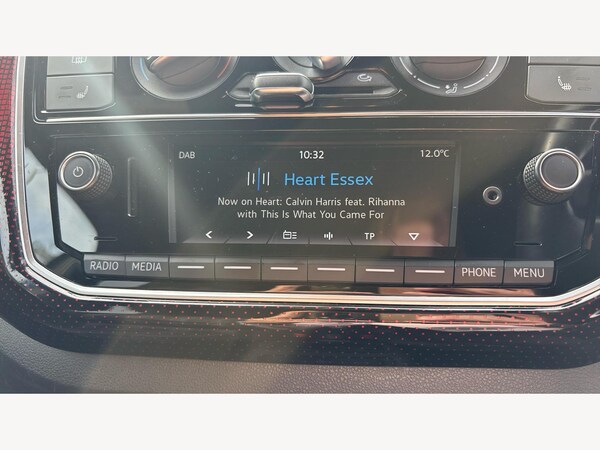 DAB 10:32 12.0°C
Heart Essex
Now on Heart: Calvin Harris feat. Rihanna
with This Is What You Came For
TP
RADIO MEDIA PHONE MENU